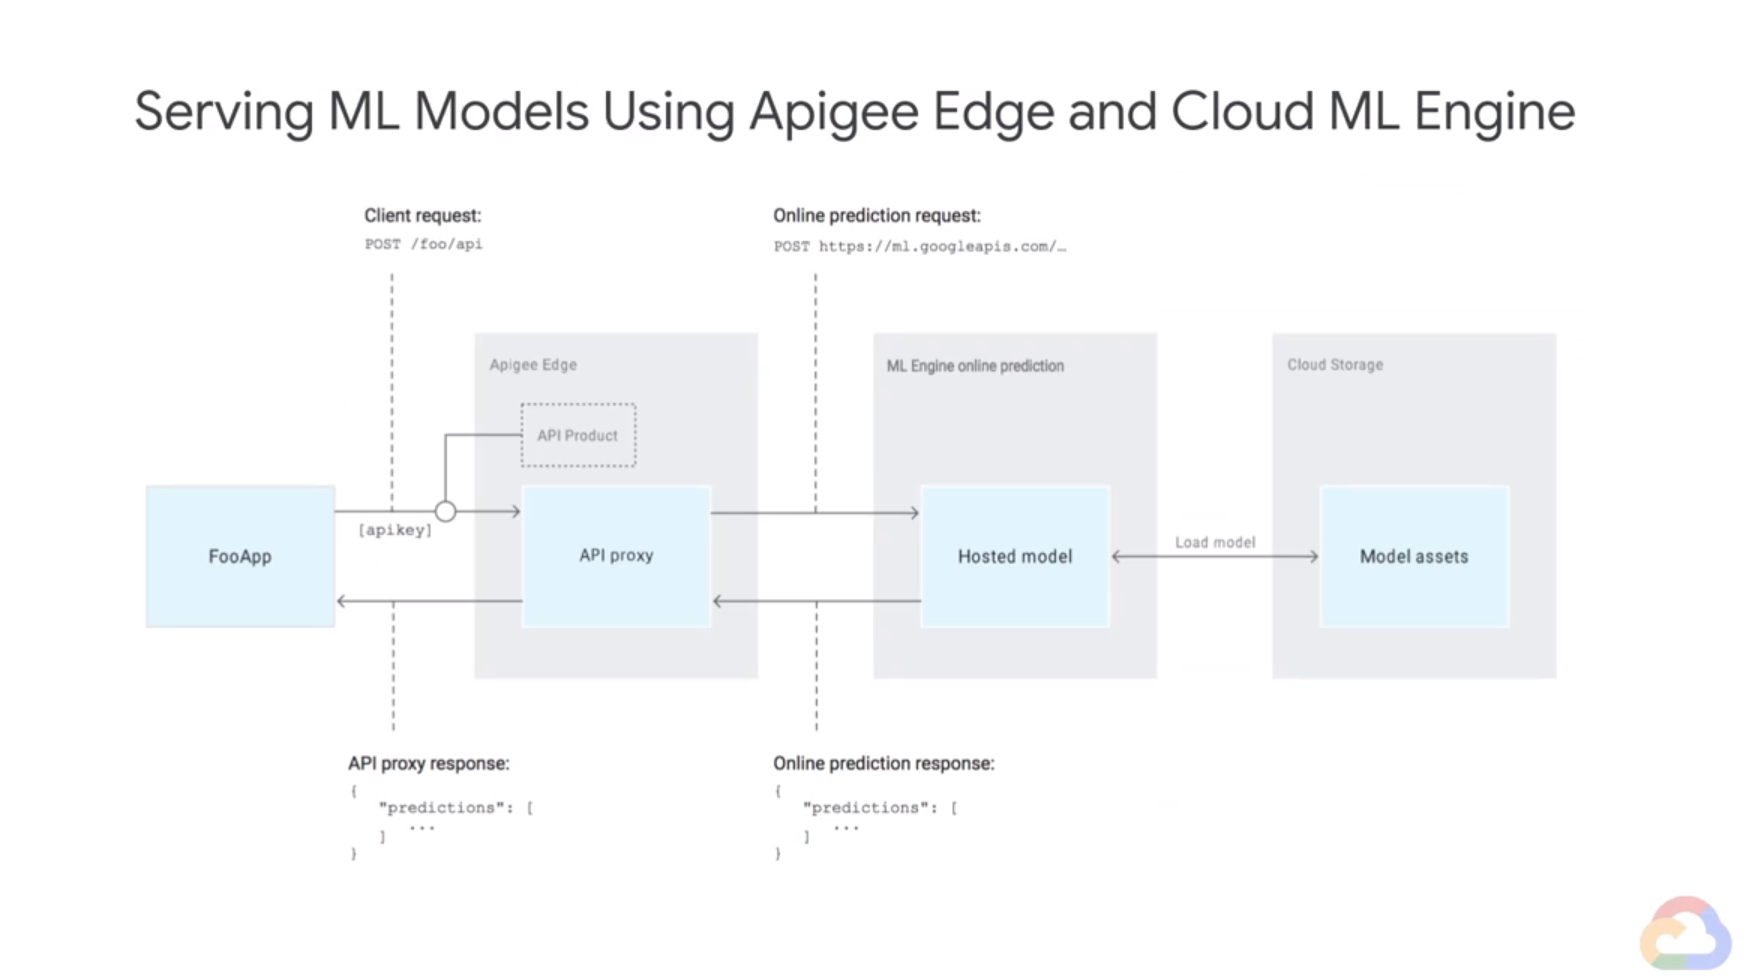 Serving ML Models Using Apigee Edge and Cloud ML Engine
Client request:
POST /foo/api
Online prediction request:
POST https://ml.googleapis.com/…
Apigee Edge
ML Engine online prediction
Cloud Storage
API Product
[apikey]
FooApp
API proxy
Hosted model
Load model
Model assets
API proxy response:
{
"predictions": [
...
]
}
Online prediction response:
{
"predictions": [
...
]
}